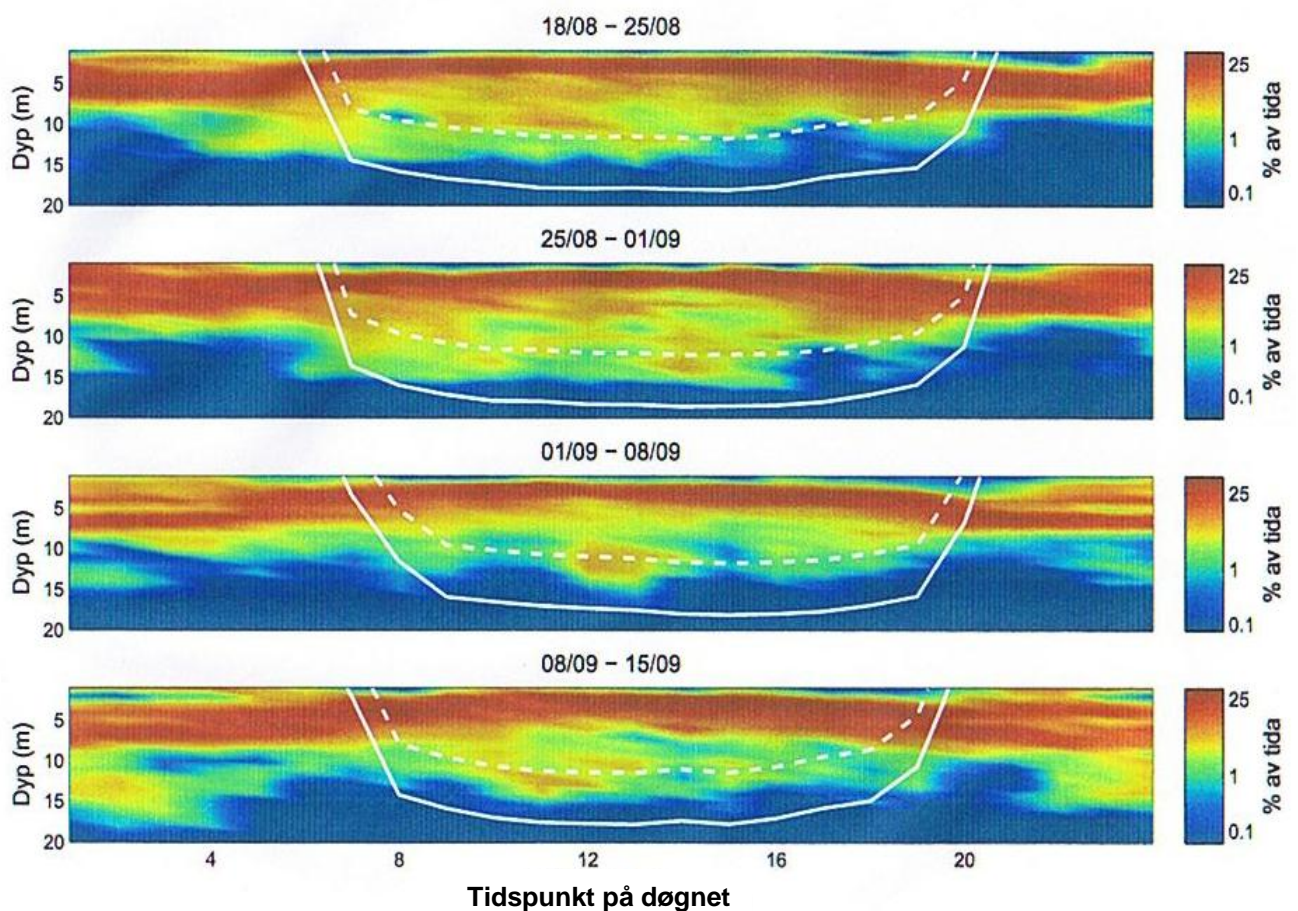 18/08 – 25/08
Dyp (m)
5
10
15
20
25
1
0.1
% av tida
25/08 – 01/09
Dyp (m)
5
10
15
20
25
1
0.1
% av tida
01/09 – 08/09
Dyp (m)
5
10
15
20
25
1
0.1
% av tida
08/09 – 15/09
Dyp (m)
5
10
15
20
25
1
0.1
% av tida
4 8 12 16 20
Tidspunkt på døgnet